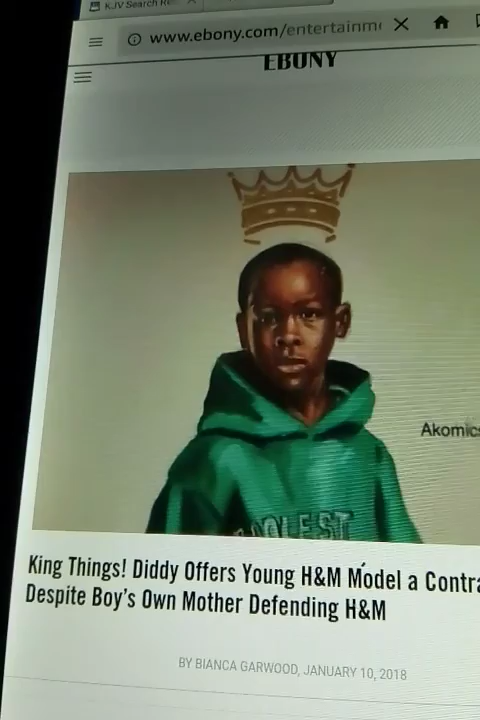 KJV Search Re
www.ebony.com/entertainm
EBONY
Akomics
King Things! Diddy Offers Young H&M Model a Contra
Despite Boy's Own Mother Defending H&M
BY BIANCA GARWOOD, JANUARY 10, 2018